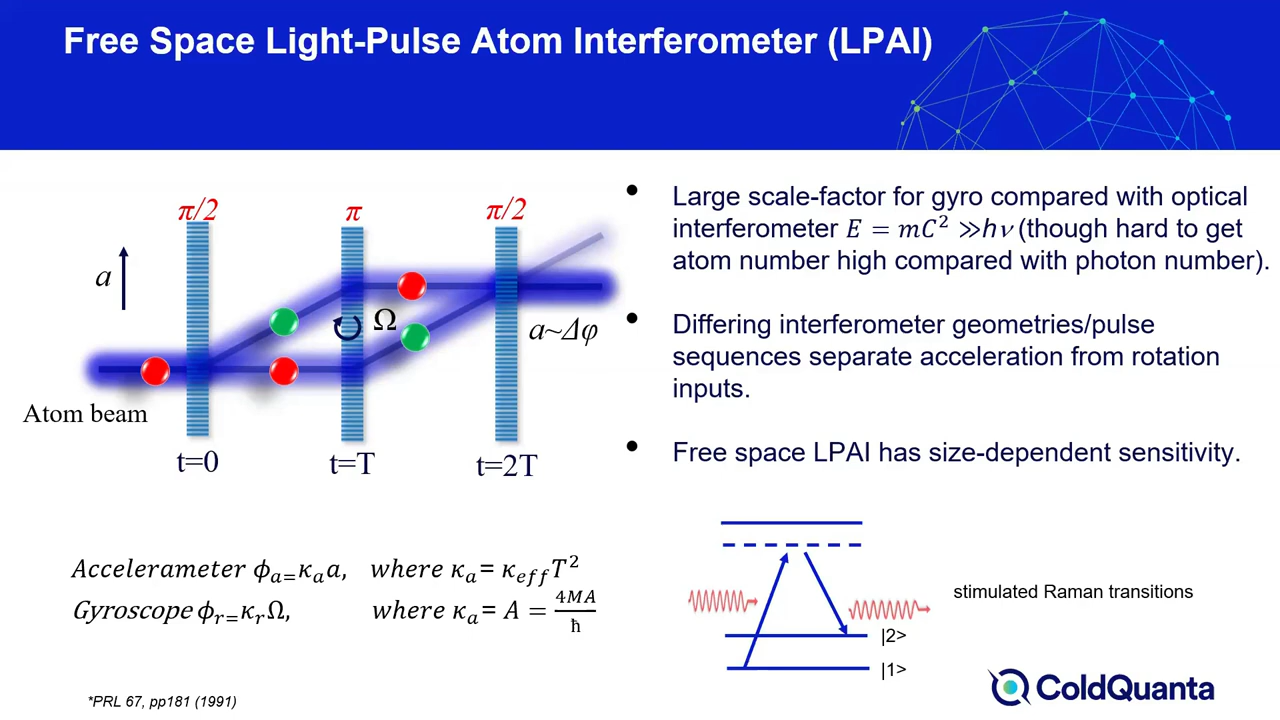 Free Space Light-Pulse Atom Interferometer (LPAI)
π/2
π
π/2
a
Ω
a~Δφ
Atom beam
t=0
t=T
t=2T
• Large scale-factor for gyro compared with optical
interferometer E = mC² ≫hν (though hard to get
atom number high compared with photon number).
• Differing interferometer geometries/pulse
sequences separate acceleration from rotation
inputs.
• Free space LPAI has size-dependent sensitivity.
Accelerameter ϕₐ₌κₐa, where κₐ= κ_eff T²
Gyroscope ϕᵣ₌κᵣΩ, where κₐ= A = 4MA/ħ
stimulated Raman transitions
|2>
|1>
*PRL 67, pp181 (1991)
ColdQuanta